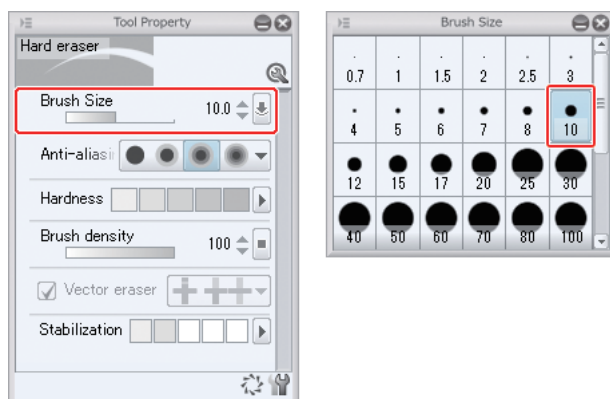 Tool Property
Hard eraser
Brush Size 10.0
Anti-aliasi
Hardness
Brush density 100
Vector eraser
Stabilization
Brush Size
0.7 1 1.5 2 2.5 3
4 5 6 7 8 10
12 15 17 20 25 30
40 50 60 70 80 100